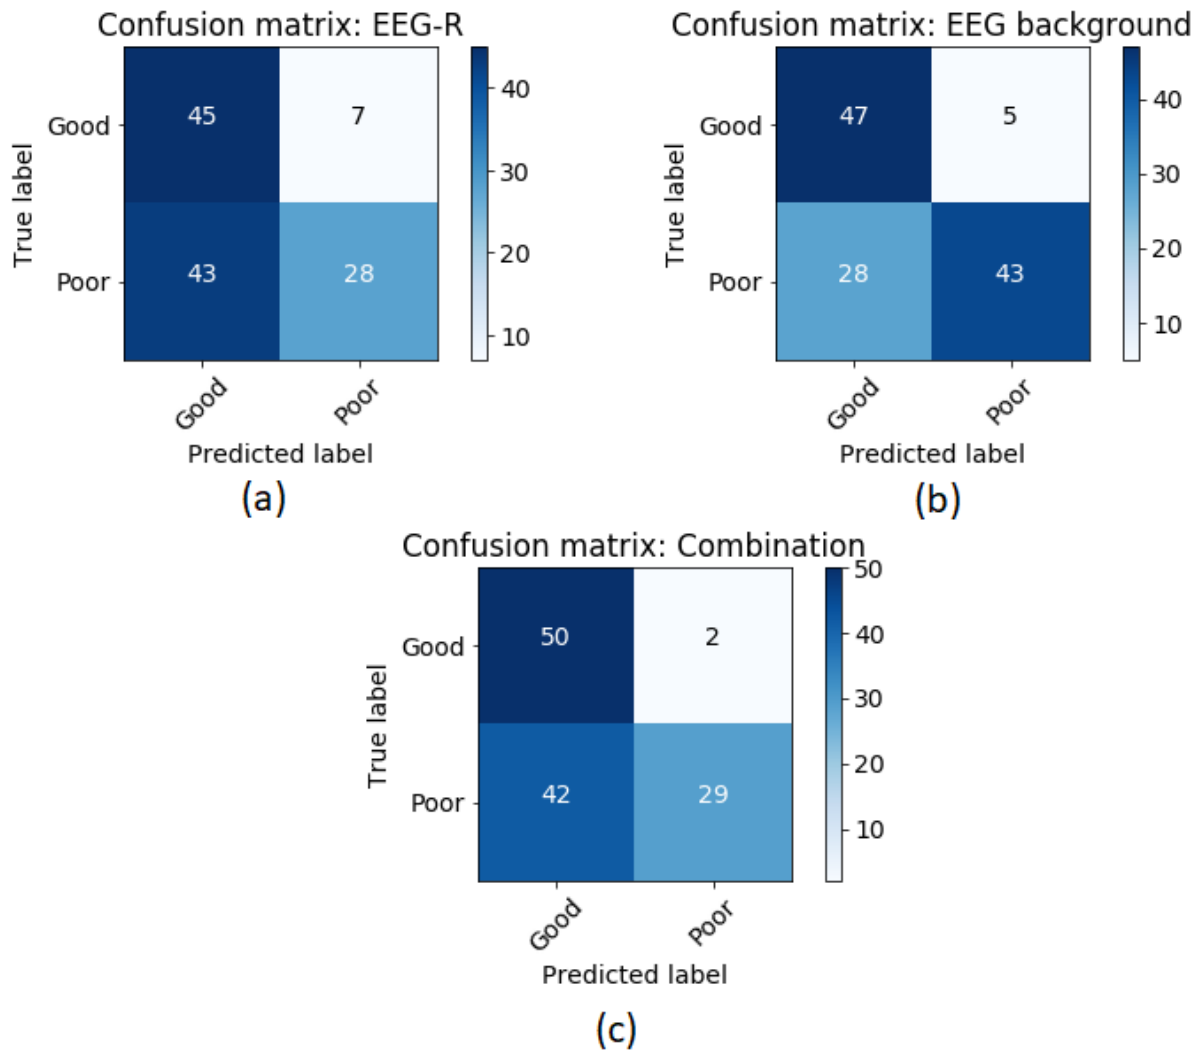 Confusion matrix: EEG-R
45 7
43 28
Good
Poor
True label
Good Poor
Predicted label
40
30
20
10
(a)
Confusion matrix: EEG background
47 5
28 43
Good
Poor
True label
Good Poor
Predicted label
40
30
20
10
(b)
Confusion matrix: Combination
50 2
42 29
Good
Poor
True label
Good Poor
Predicted label
50
40
30
20
10
(c)